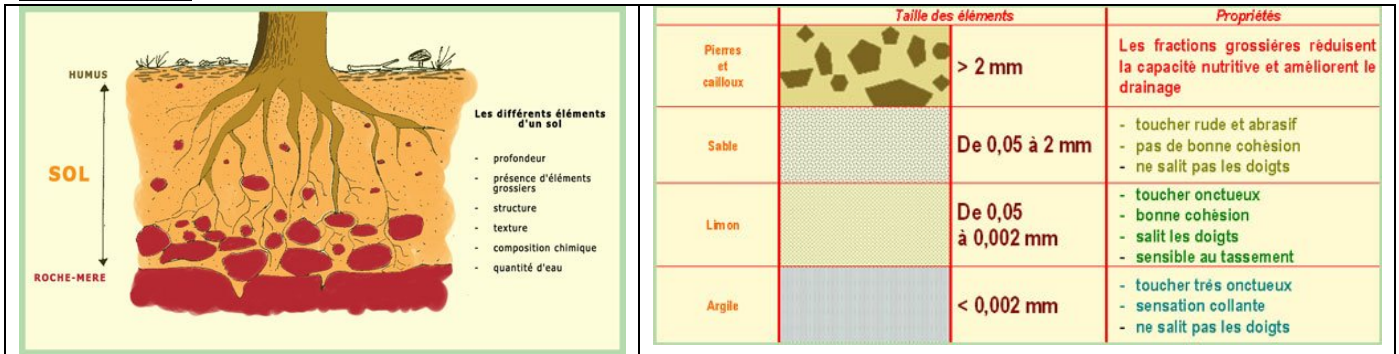 HUMUS
SOL
ROCHE-MERE
Les différents éléments
d'un sol
- profondeur
- présence d'éléments
grossiers
- structure
- texture
- composition chimique
- quantité d'eau
Taille des éléments
Propriétés
Pierres
et
cailloux
> 2 mm
Les fractions grossières réduisent
la capacité nutritive et améliorent le
drainage
Sable
De 0,05 à 2 mm
- toucher rude et abrasif
- pas de bonne cohésion
- ne salit pas les doigts
Limon
De 0,05
à 0,002 mm
- toucher onctueux
- bonne cohésion
- salit les doigts
- sensible au tassement
Argile
< 0,002 mm
- toucher trés onctueux
- sensation collante
- ne salit pas les doigts